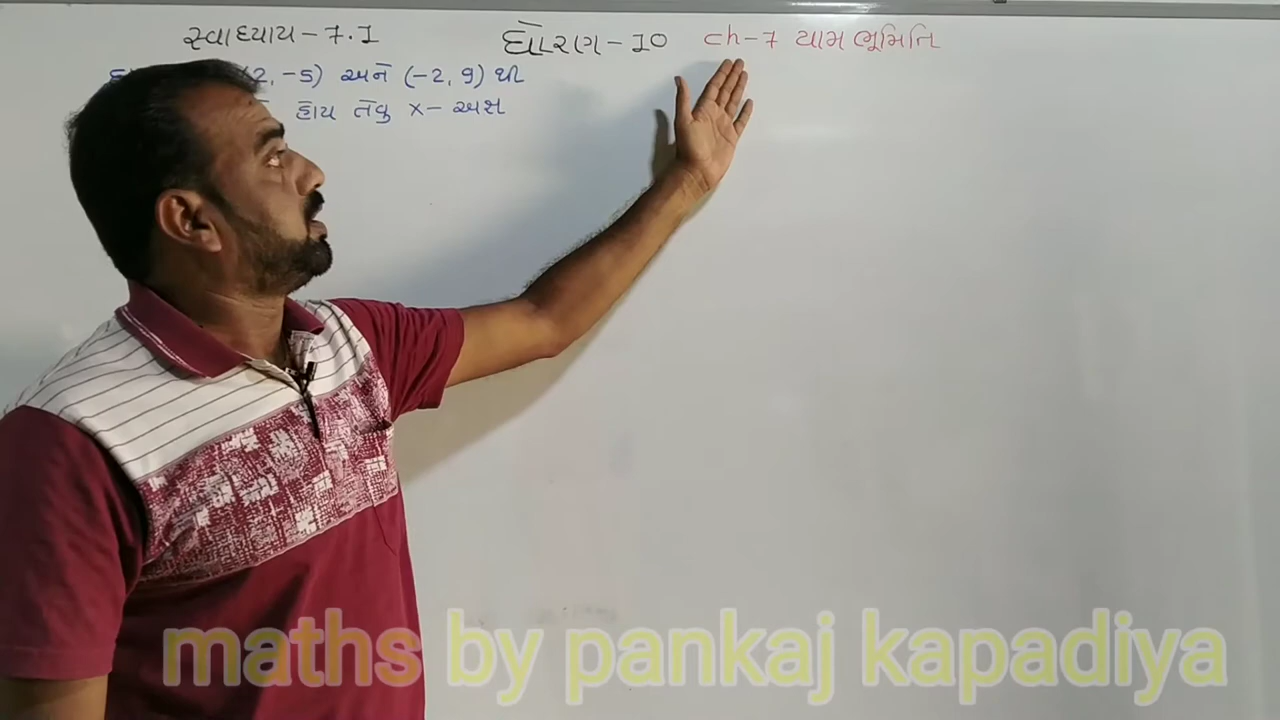 સ્વાધ્યાય - 7.1 ધોરણ - 10 ch - 7 યામ ભૂમિતિ
2, -5) અને (-2, 9) થી
હોય તેવુ x - અક્ષ
maths by pankaj kapadiya